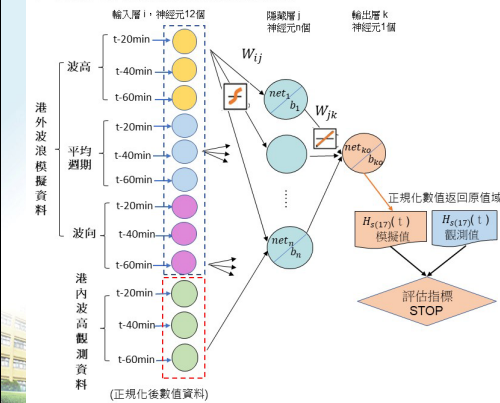 輸入層 i，神經元12個
隱藏層 j
神經元n個
輸出層 k
神經元1個
港外波浪模擬資料
波高
t-20min
t-40min
t-60min
平均
週期
t-20min
t-40min
t-60min
波向
t-20min
t-40min
t-60min
港內波高觀測資料
t-20min
t-40min
t-60min
(正規化後數值資料)
W_ij
net_1
b_1
W_jk
......
net_n
b_n
net_ko
b_ko
正規化數值返回原值域
H_s(17)(t)
模擬值
H_s(17)(t)
觀測值
評估指標
STOP